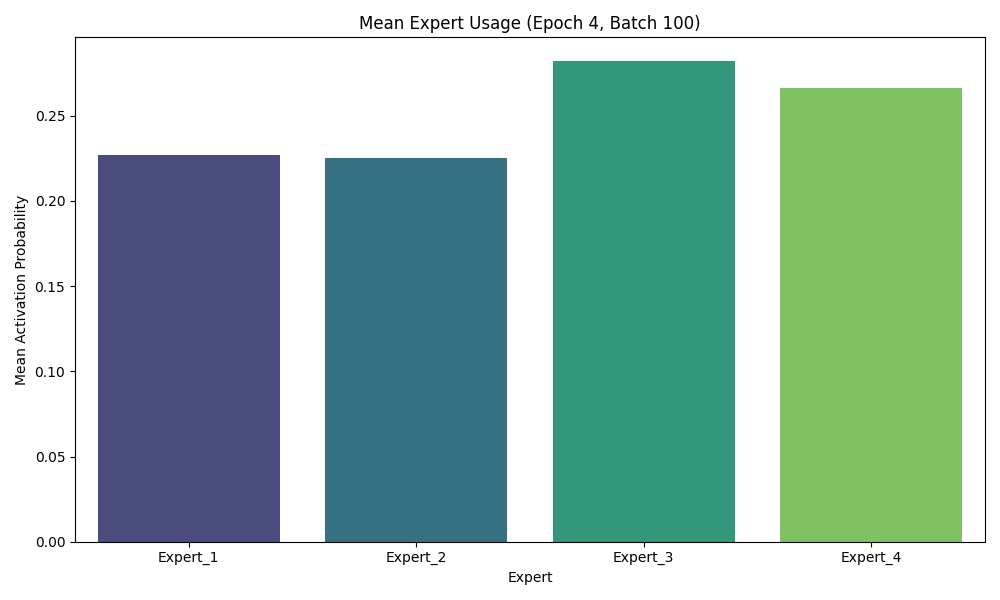 Mean Expert Usage (Epoch 4, Batch 100)
Mean Activation Probability
0.25
0.20
0.15
0.10
0.05
0.00
Expert_1
Expert_2
Expert_3
Expert_4
Expert